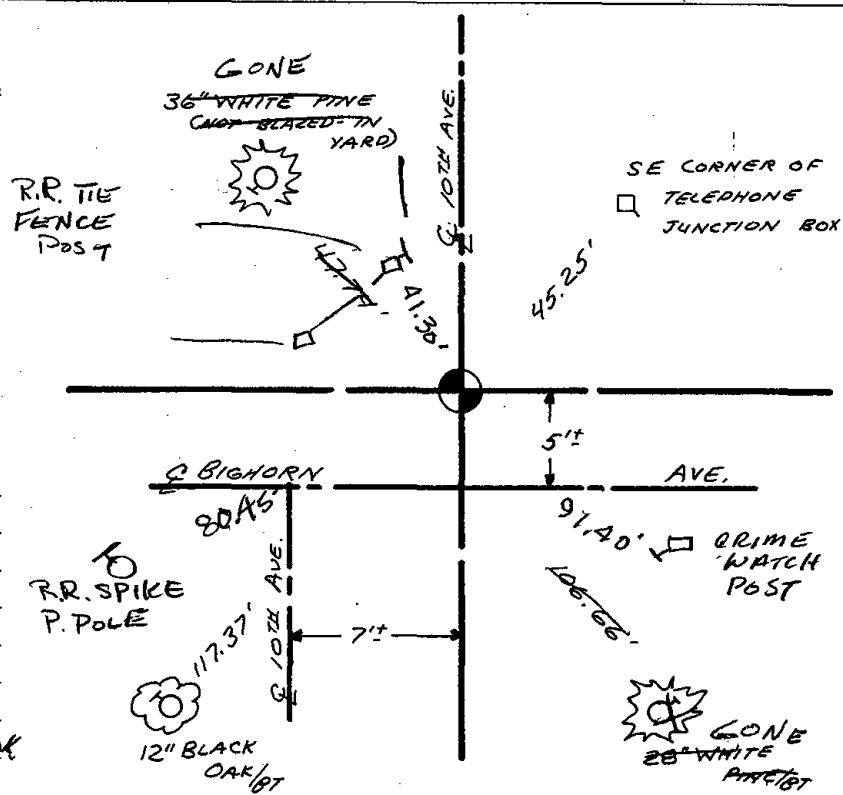 GONE
36" WHITE PINE
(NOT BLAZED-IN
YARD)
R.R. TIE
FENCE
POST
℄ 10TH AVE.
SE CORNER OF
TELEPHONE
JUNCTION BOX
41.30'
45.25'
5'±
℄ BIGHORN
AVE.
80.45'
91.40'
CRIME
WATCH
POST
R.R. SPIKE
P. POLE
106.66'
117.37'
℄ 10TH AVE.
7'±
12" BLACK
OAK/BT
GONE
28" WHITE
PINE/BT